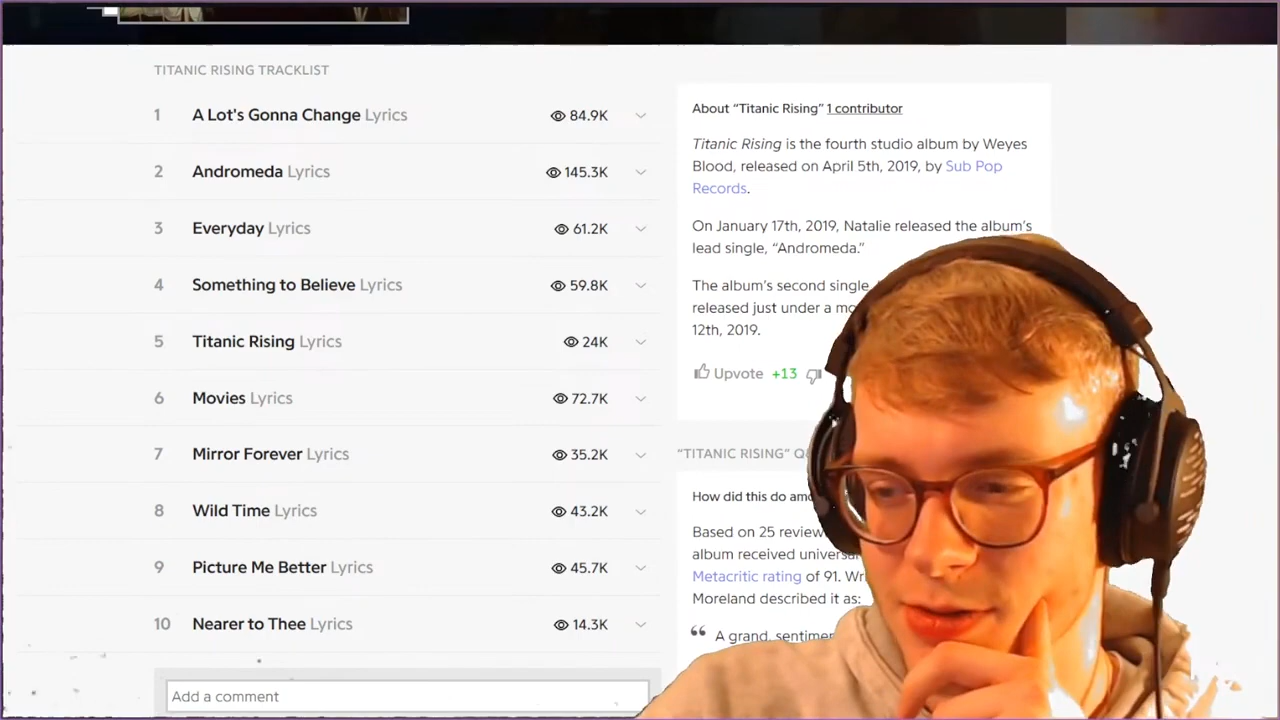 TITANIC RISING TRACKLIST
1 A Lot's Gonna Change Lyrics 84.9K
2 Andromeda Lyrics 145.3K
3 Everyday Lyrics 61.2K
4 Something to Believe Lyrics 59.8K
5 Titanic Rising Lyrics 24K
6 Movies Lyrics 72.7K
7 Mirror Forever Lyrics 35.2K
8 Wild Time Lyrics 43.2K
9 Picture Me Better Lyrics 45.7K
10 Nearer to Thee Lyrics 14.3K
Add a comment
About “Titanic Rising” 1 contributor
Titanic Rising is the fourth studio album by Weyes
Blood, released on April 5th, 2019, by Sub Pop
Records.
On January 17th, 2019, Natalie released the album’s
lead single, “Andromeda.”
The album’s second single,
released just under a
12th, 2019.
Upvote +13
“TITANIC RISING”
How did this do
Based on 25
album received
Metacritic rating of 91.
Moreland described it as:
“ A grand,